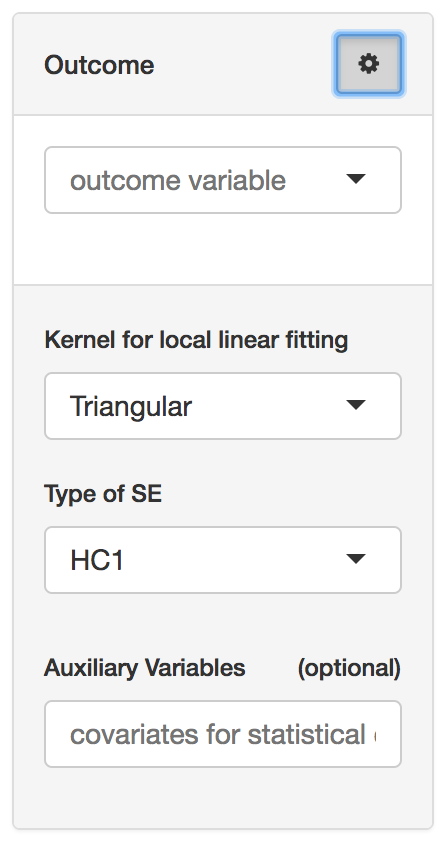 Outcome
outcome variable
Kernel for local linear fitting
Triangular
Type of SE
HC1
Auxiliary Variables (optional)
covariates for statistical